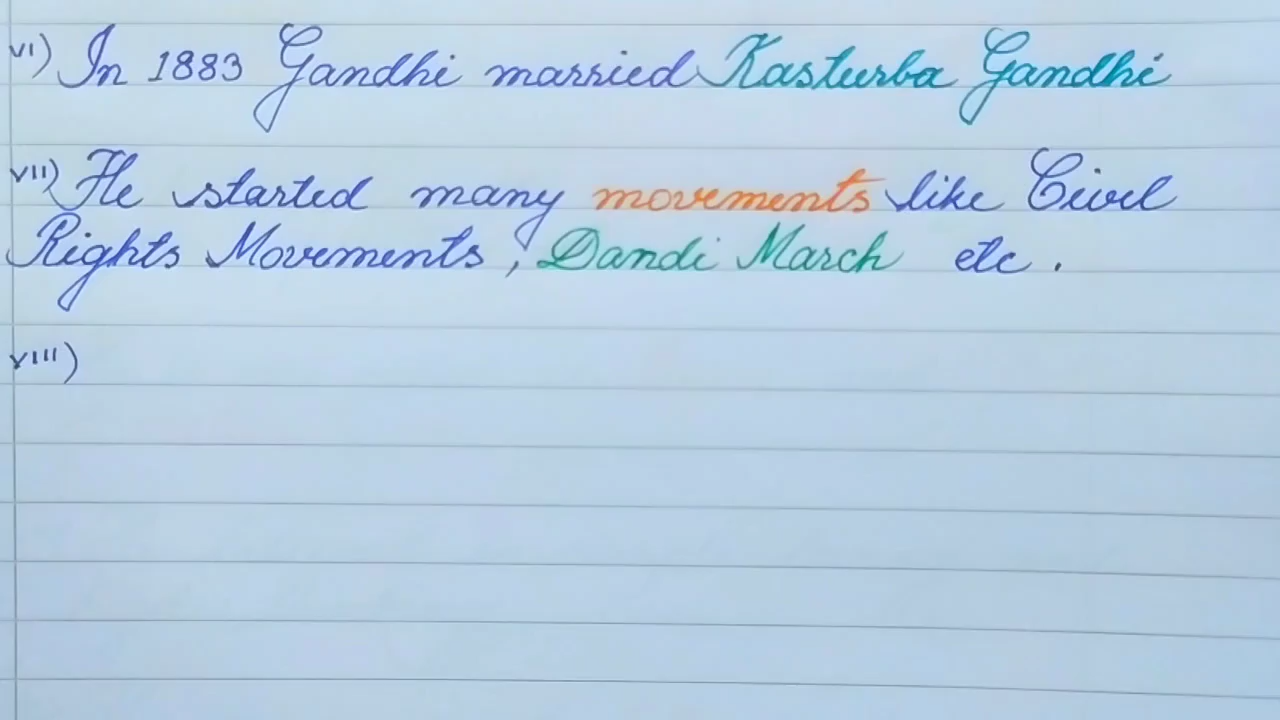 vi) In 1883 Gandhi married Kasturba Gandhi
vii) He started many movements like Civil
Rights Movements, Dandi March etc.
viii)